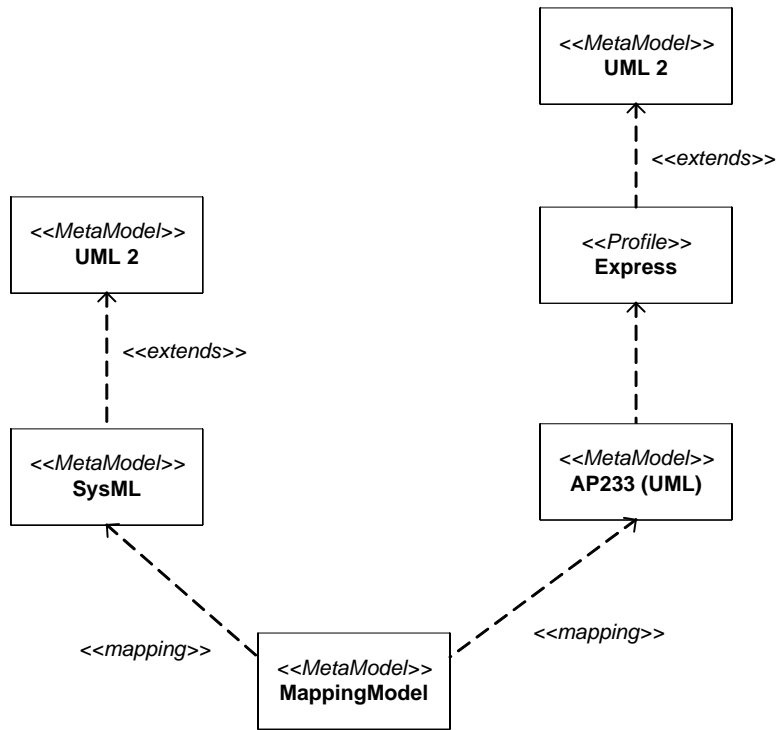 <<MetaModel>>
UML 2
<<extends>>
<<MetaModel>>
UML 2
<<Profile>>
Express
<<extends>>
<<MetaModel>>
SysML
<<MetaModel>>
AP233 (UML)
<<mapping>>
<<mapping>>
<<MetaModel>>
MappingModel